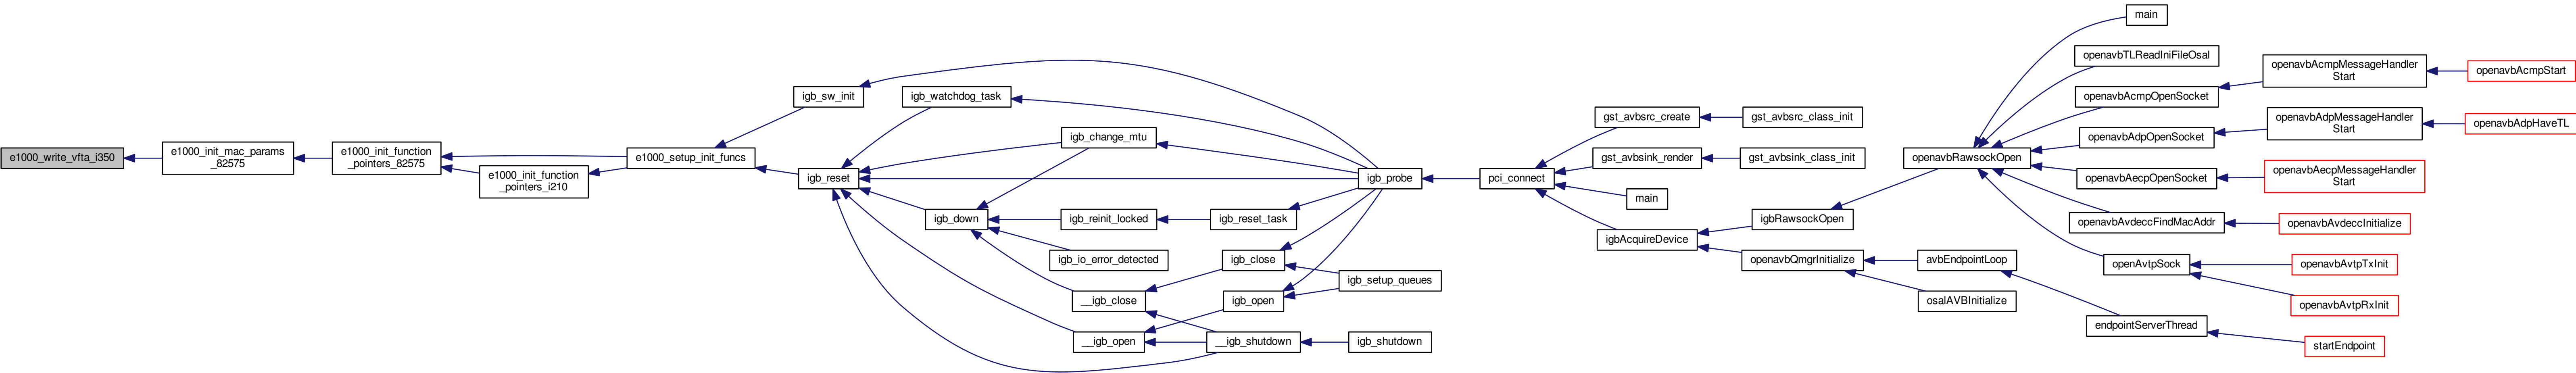 e1000_write_vfta_i350
e1000_init_mac_params
_82575
e1000_init_function
_pointers_82575
e1000_init_function
_pointers_i210
e1000_setup_init_funcs
igb_sw_init
igb_reset
igb_watchdog_task
igb_change_mtu
igb_down
igb_reinit_locked
igb_reset_task
igb_io_error_detected
__igb_close
__igb_open
igb_close
igb_open
__igb_shutdown
igb_probe
igb_setup_queues
igb_shutdown
pci_connect
gst_avbsrc_create
gst_avbsrc_class_init
gst_avbsink_render
gst_avbsink_class_init
main
igbAcquireDevice
igbRawsockOpen
openavbQmgrInitialize
avbEndpointLoop
osalAVBInitialize
openavbRawsockOpen
main
openavbTLReadIniFileOsal
openavbAcmpOpenSocket
openavbAdpOpenSocket
openavbAecpOpenSocket
openavbAvdeccFindMacAddr
openAvtpSock
endpointServerThread
openavbAcmpMessageHandler
Start
openavbAdpMessageHandler
Start
openavbAecpMessageHandler
Start
openavbAvdeccInitialize
openavbAvtpTxInit
openavbAvtpRxInit
startEndpoint
openavbAcmpStart
openavbAdpHaveTL